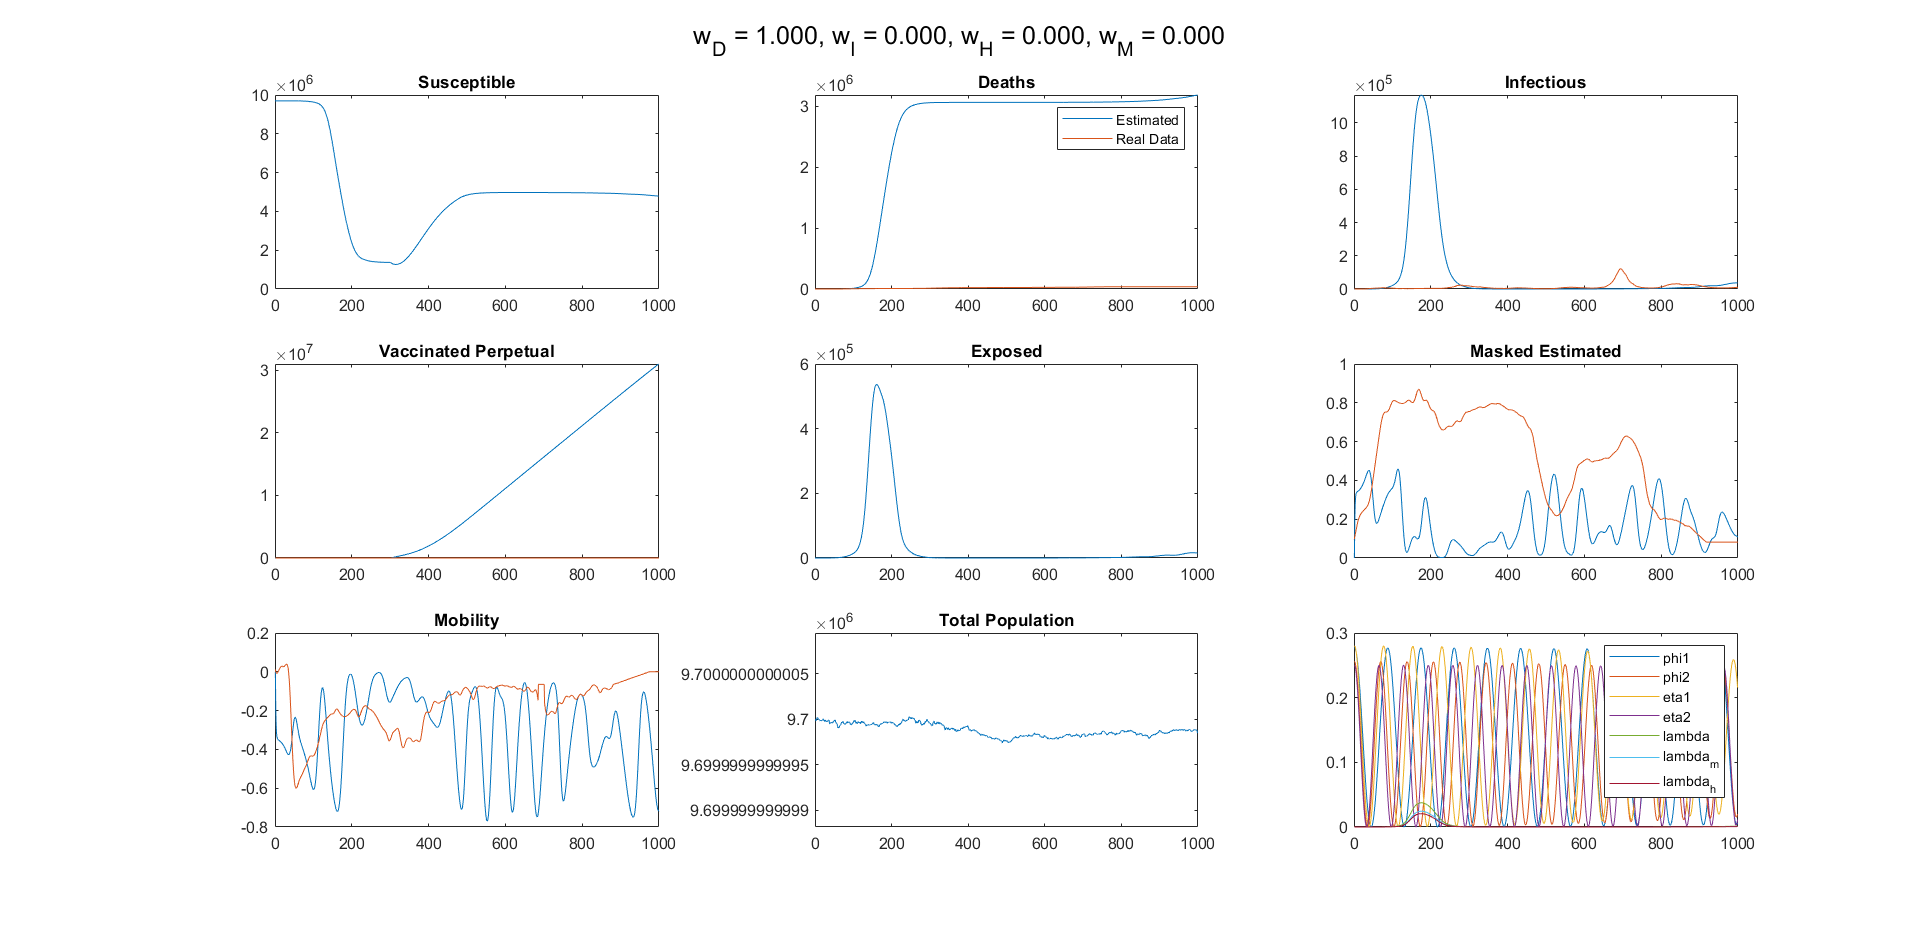 w_D = 1.000, w_I = 0.000, w_H = 0.000, w_M = 0.000
Susceptible
×10^6
10
8
6
4
2
0
0 200 400 600 800 1000
Deaths
×10^6
3
2
1
0
Estimated
Real Data
0 200 400 600 800 1000
Infectious
×10^5
10
8
6
4
2
0
0 200 400 600 800 1000
Vaccinated Perpetual
×10^7
3
2
1
0
0 200 400 600 800 1000
Exposed
×10^5
6
4
2
0
0 200 400 600 800 1000
Masked Estimated
1
0.8
0.6
0.4
0.2
0
0 200 400 600 800 1000
Mobility
0.2
0
-0.2
-0.4
-0.6
-0.8
0 200 400 600 800 1000
Total Population
×10^6
9.7000000000005
9.7
9.6999999999995
9.699999999999
0 200 400 600 800 1000
0.3
0.2
0.1
0
phi1
phi2
eta1
eta2
lambda
lambda_m
lambda_h
0 200 400 600 800 1000